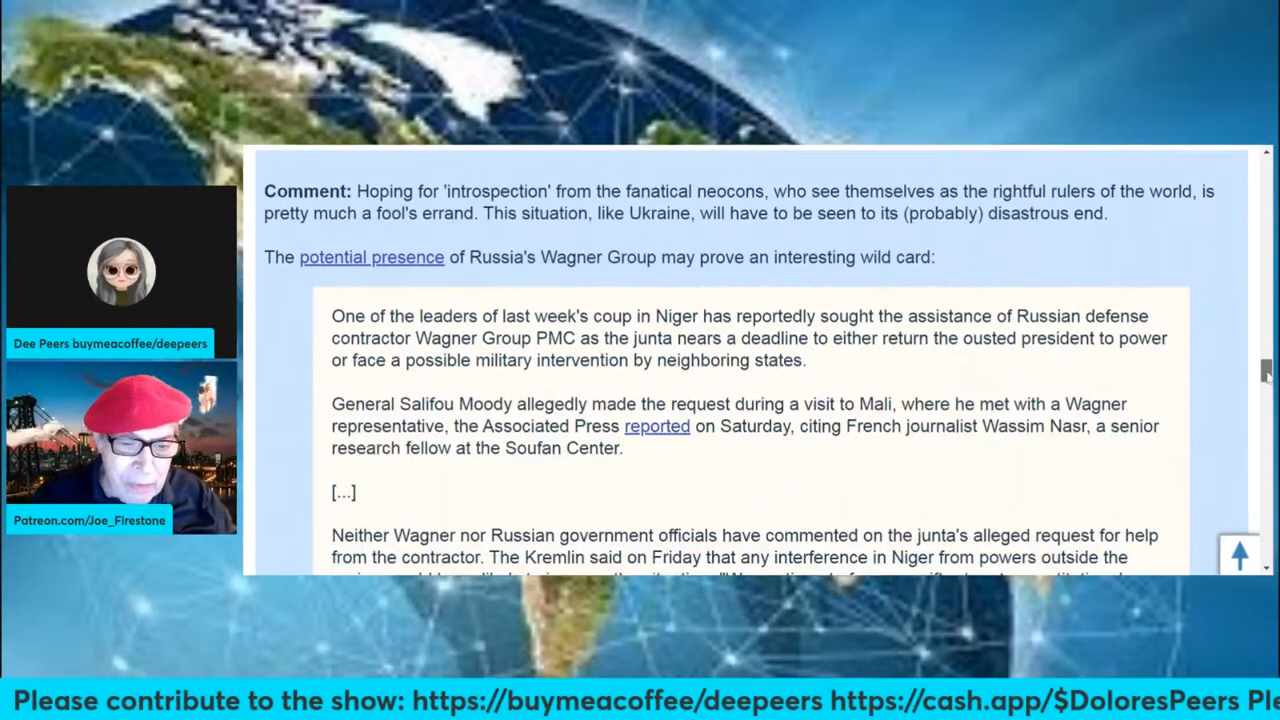 Comment: Hoping for 'introspection' from the fanatical neocons, who see themselves as the rightful rulers of the world, is
pretty much a fool's errand. This situation, like Ukraine, will have to be seen to its (probably) disastrous end.
The potential presence of Russia's Wagner Group may prove an interesting wild card:
One of the leaders of last week's coup in Niger has reportedly sought the assistance of Russian defense
contractor Wagner Group PMC as the junta nears a deadline to either return the ousted president to power
or face a possible military intervention by neighboring states.
General Salifou Moody allegedly made the request during a visit to Mali, where he met with a Wagner
representative, the Associated Press reported on Saturday, citing French journalist Wassim Nasr, a senior
research fellow at the Soufan Center.
[...]
Neither Wagner nor Russian government officials have commented on the junta's alleged request for help
from the contractor. The Kremlin said on Friday that any interference in Niger from powers outside the
Dee Peers buymeacoffee/deepeers
Patreon.com/Joe_Firestone
Please contribute to the show: https://buymeacoffee/deepeers https://cash.app/$DoloresPeers Ple